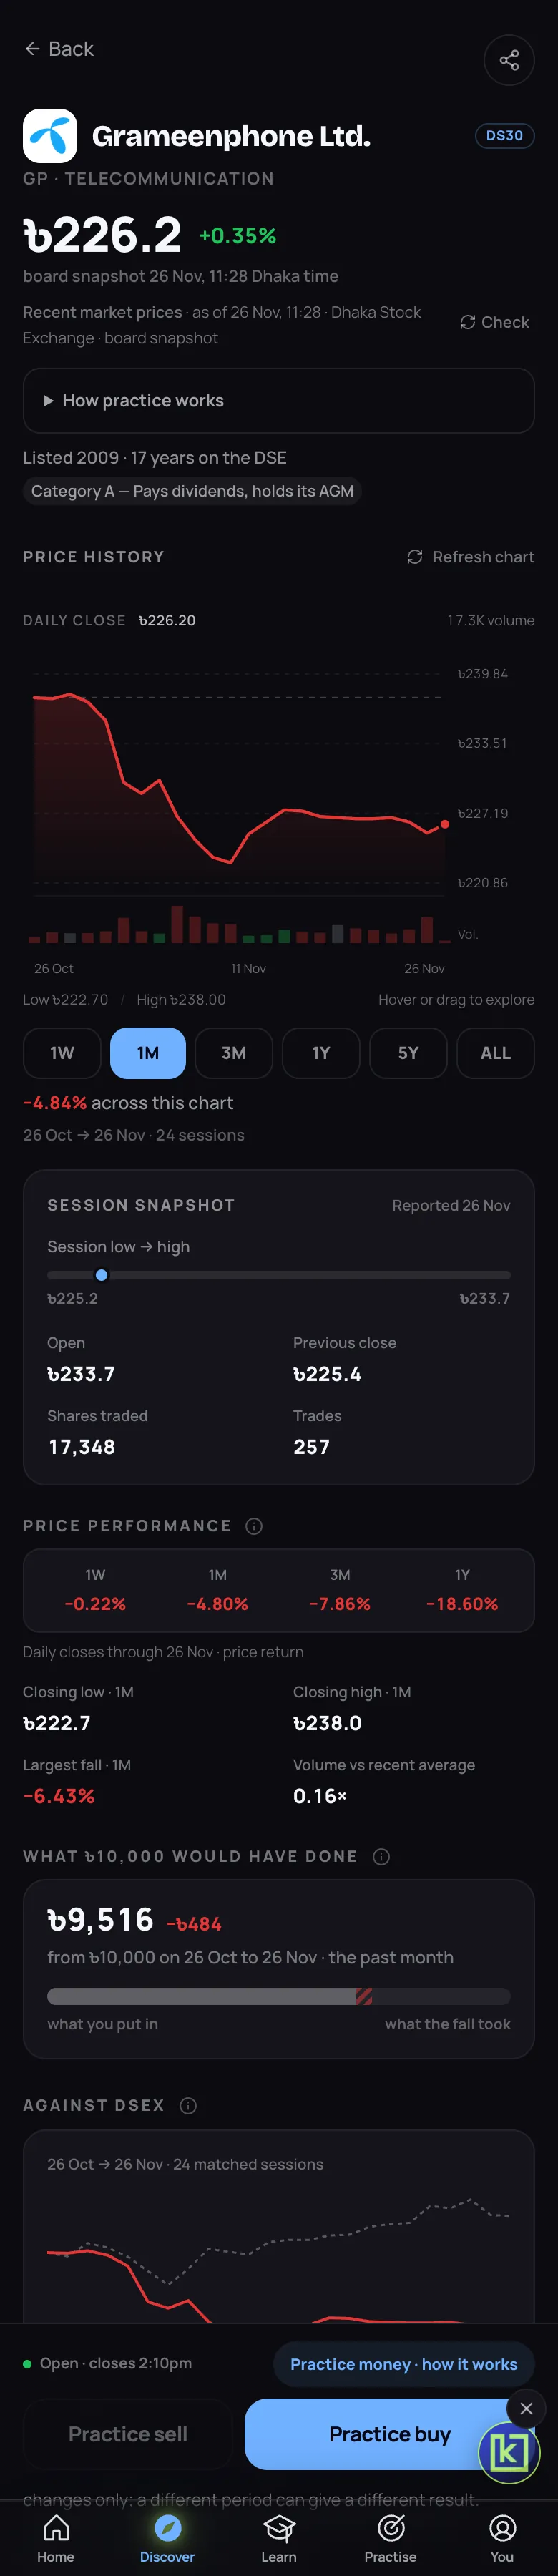 ← Back
Grameenphone Ltd.
DS30
GP · TELECOMMUNICATION
৳226.2 +0.35%
board snapshot 26 Nov, 11:28 Dhaka time
Recent market prices · as of 26 Nov, 11:28 · Dhaka Stock
Exchange · board snapshot
Check
▶ How practice works
Listed 2009 · 17 years on the DSE
Category A — Pays dividends, holds its AGM
PRICE HISTORY
Refresh chart
DAILY CLOSE ৳226.20
17.3K volume
৳239.84
৳233.51
৳227.19
৳220.86
Vol.
26 Oct 11 Nov 26 Nov
Low ৳222.70 / High ৳238.00
Hover or drag to explore
1W 1M 3M 1Y 5Y ALL
−4.84% across this chart
26 Oct → 26 Nov · 24 sessions
SESSION SNAPSHOT
Reported 26 Nov
Session low → high
৳225.2 ৳233.7
Open Previous close
৳233.7 ৳225.4
Shares traded Trades
17,348 257
PRICE PERFORMANCE
1W 1M 3M 1Y
−0.22% −4.80% −7.86% −18.60%
Daily closes through 26 Nov · price return
Closing low · 1M Closing high · 1M
৳222.7 ৳238.0
Largest fall · 1M Volume vs recent average
−6.43% 0.16×
WHAT ৳10,000 WOULD HAVE DONE
৳9,516 −৳484
from ৳10,000 on 26 Oct to 26 Nov · the past month
what you put in what the fall took
AGAINST DSEX
26 Oct → 26 Nov · 24 matched sessions
Open · closes 2:10pm
Practice money · how it works
Practice sell
Practice buy
changes only; a different period can give a different result.
Home Discover Learn Practise You